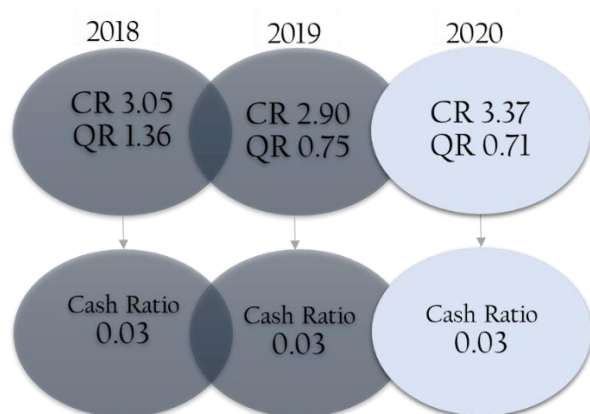 2018
2019
2020
CR 3.05
QR 1.36
CR 2.90
QR 0.75
CR 3.37
QR 0.71
Cash Ratio
0.03
Cash Ratio
0.03
Cash Ratio
0.03